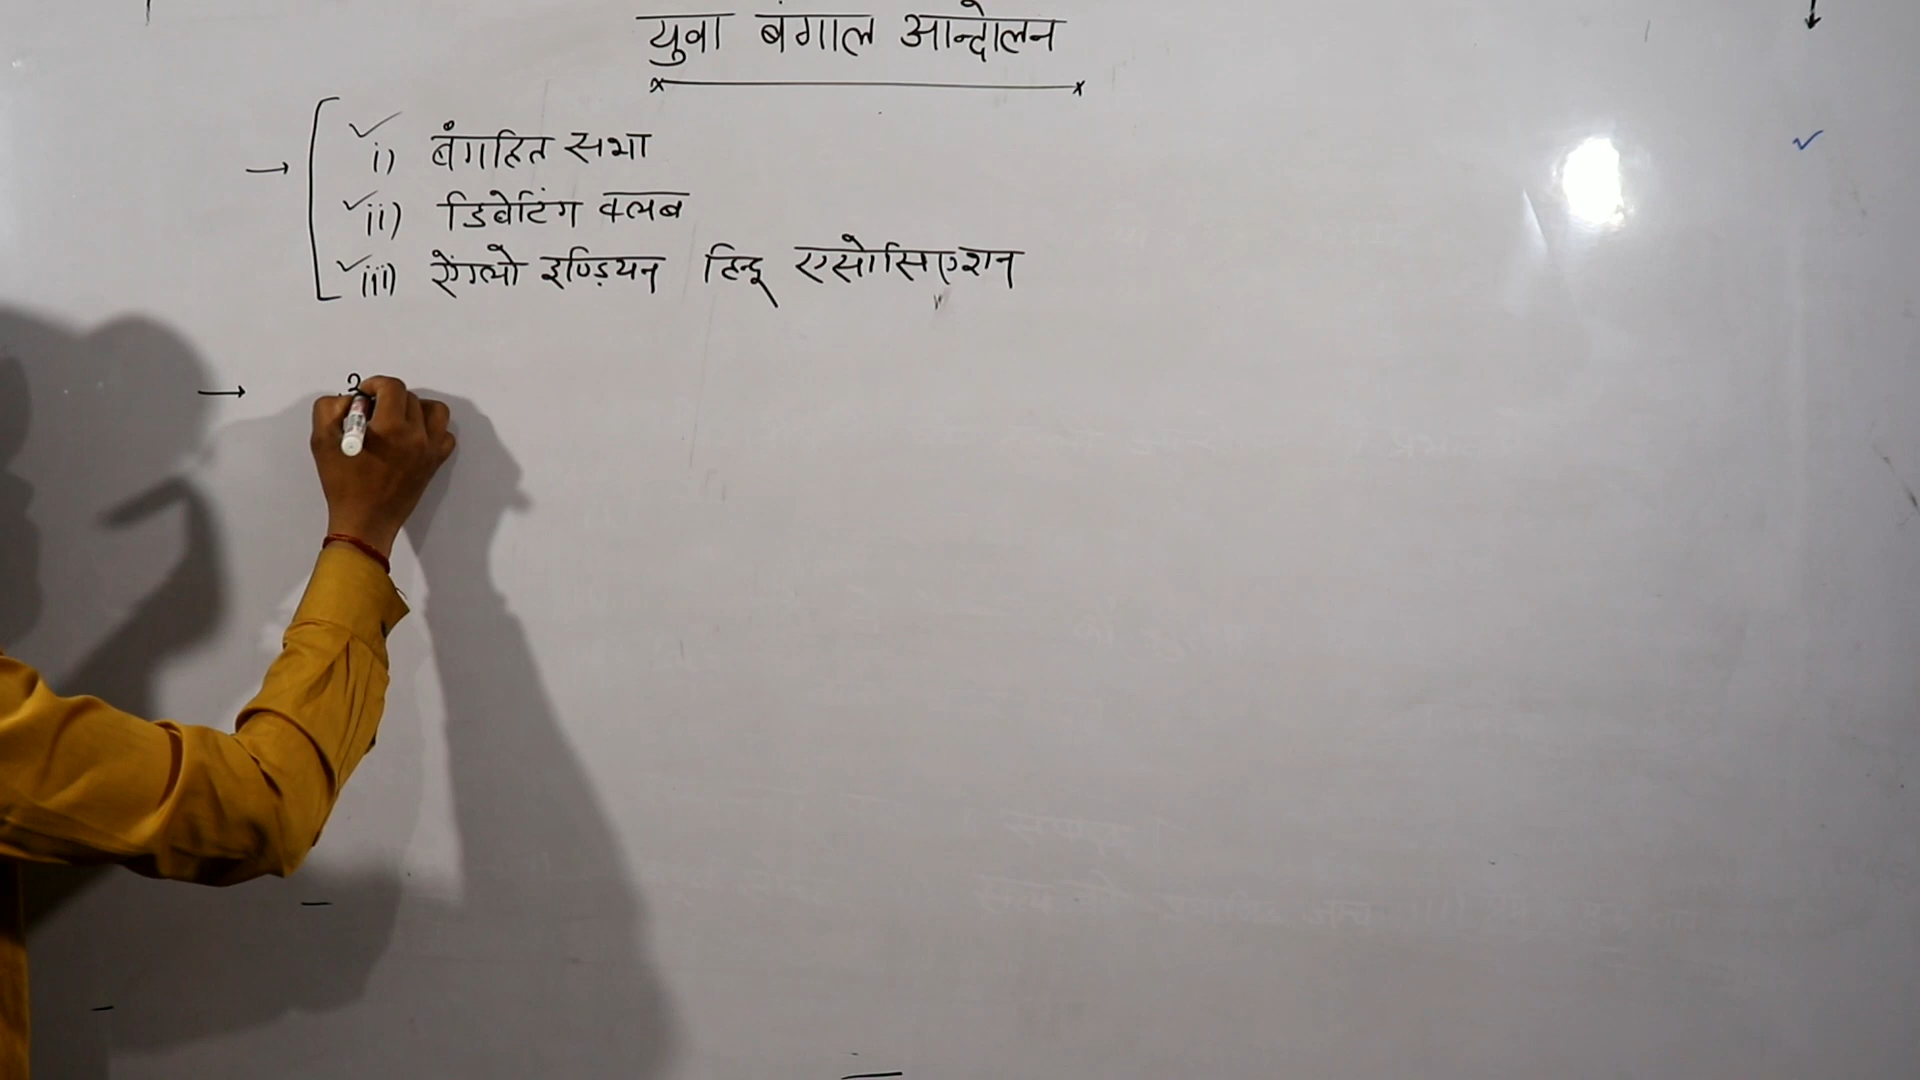 युवा बंगाल आन्दोलन
→ i) बंगहित सभा
ii) डिबेटिंग क्लब
iii) ऐंग्लो इण्डियन हिन्दू एसोसिएशन
→